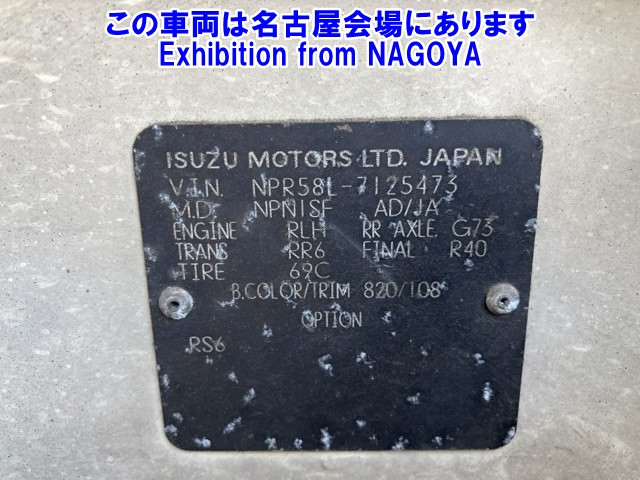 この車両は名古屋会場にあります
Exhibition from NAGOYA
ISUZU MOTORS LTD. JAPAN
V.I.N. NPR58L-7125473
M.D. NPN1SF AD/JA
ENGINE RLH RR AXLE. G73
TRANS RR6 FINAL R40
TIRE 69C
B.COLOR/TRIM 820/108
OPTION
RS6